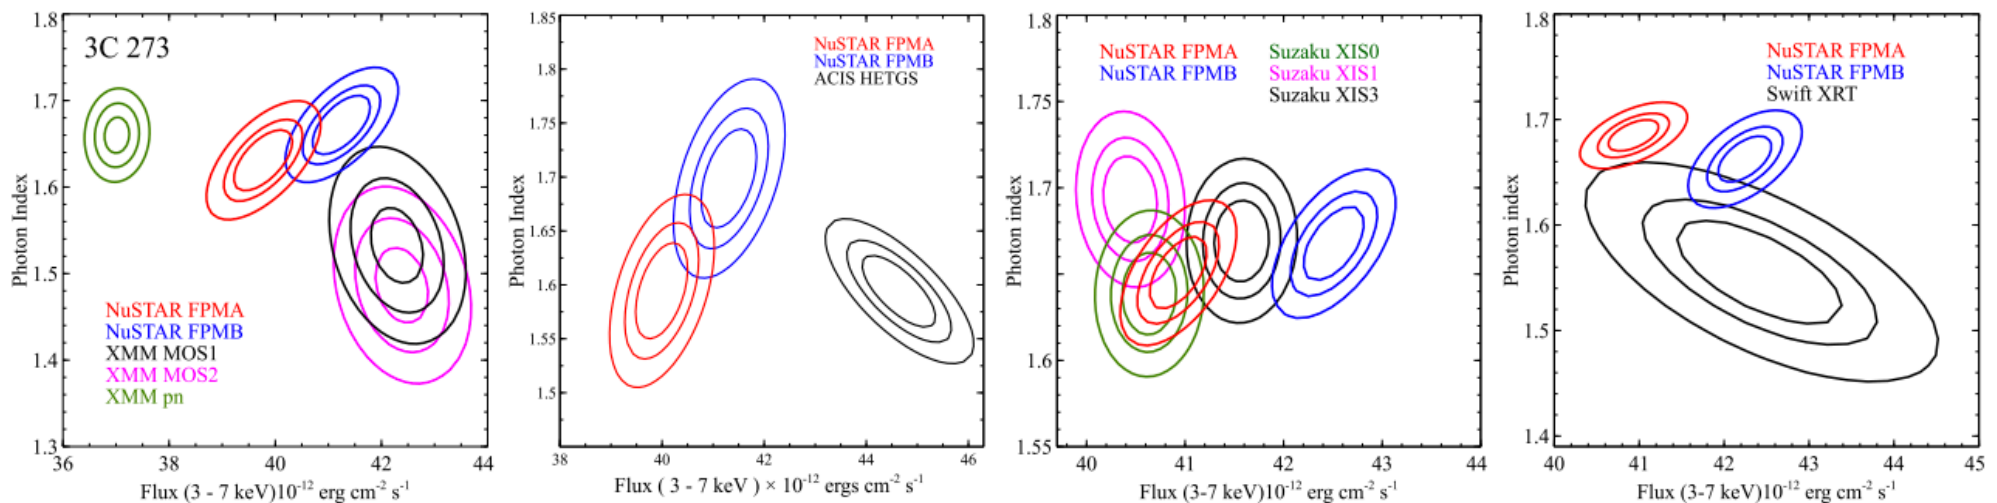 3C 273
NuSTAR FPMA
NuSTAR FPMB
XMM MOS1
XMM MOS2
XMM pn
Photon Index
1.8
1.7
1.6
1.5
1.4
1.3
36 38 40 42 44
Flux (3 - 7 keV)10⁻¹² erg cm⁻² s⁻¹
NuSTAR FPMA
NuSTAR FPMB
ACIS HETGS
Photon Index
1.85
1.8
1.75
1.7
1.65
1.6
1.55
1.5
38 40 42 44 46
Flux ( 3 - 7 keV ) × 10⁻¹² ergs cm⁻² s⁻¹
NuSTAR FPMA Suzaku XIS0
NuSTAR FPMB Suzaku XIS1
Suzaku XIS3
Photon index
1.8
1.75
1.7
1.6
1.55
40 41 42 43 44
Flux (3-7 keV)10⁻¹² erg cm⁻² s⁻¹
NuSTAR FPMA
NuSTAR FPMB
Swift XRT
Photon index
1.8
1.7
1.6
1.5
1.4
40 41 42 43 44 45
Flux (3-7 keV)10⁻¹² erg cm⁻² s⁻¹